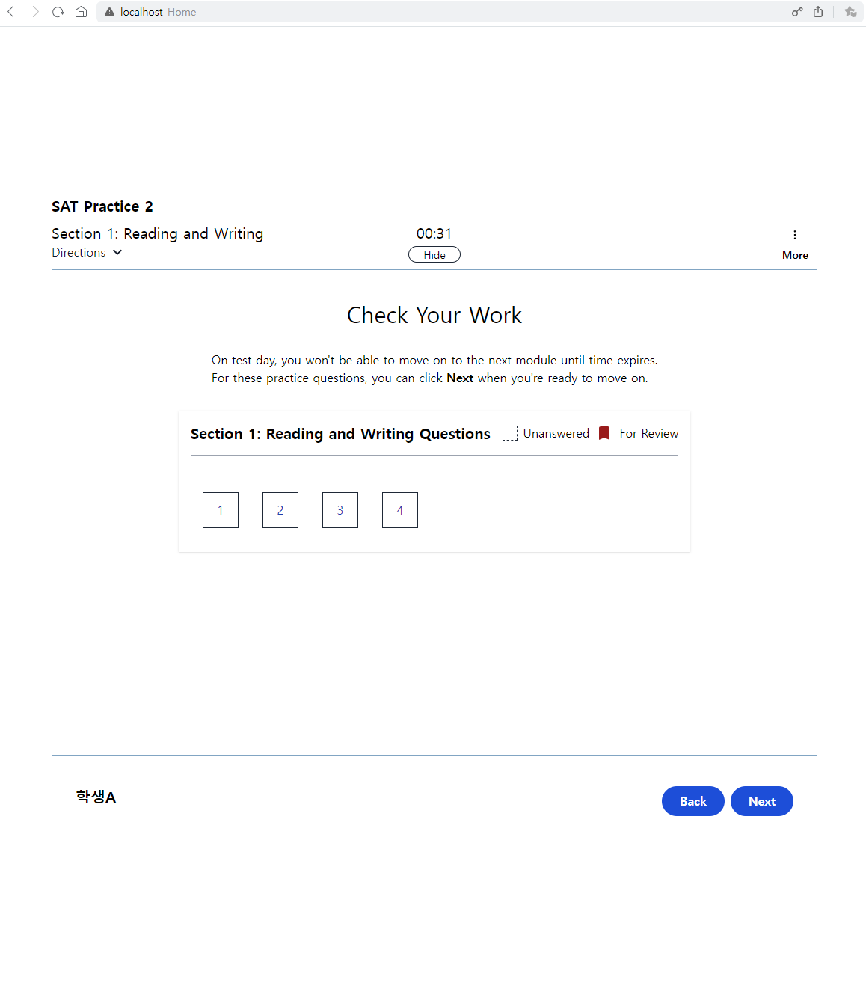 localhost Home
SAT Practice 2
Section 1: Reading and Writing
00:31
Directions
Hide
More
Check Your Work
On test day, you won't be able to move on to the next module until time expires.
For these practice questions, you can click Next when you're ready to move on.
Section 1: Reading and Writing Questions Unanswered For Review
1 2 3 4
학생A
Back Next